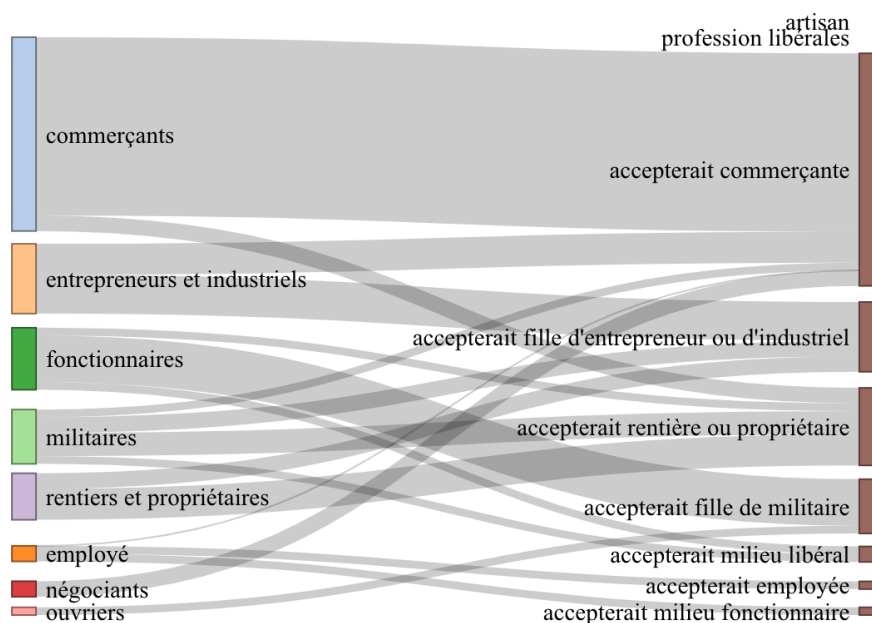 artisan
profession libérales
commerçants
accepterait commerçante
entrepreneurs et industriels
accepterait fille d'entrepreneur ou d'industriel
fonctionnaires
accepterait rentière ou propriétaire
militaires
rentiers et propriétaires
accepterait fille de militaire
employé
accepterait milieu libéral
négociants
accepterait employée
ouvriers
accepterait milieu fonctionnaire